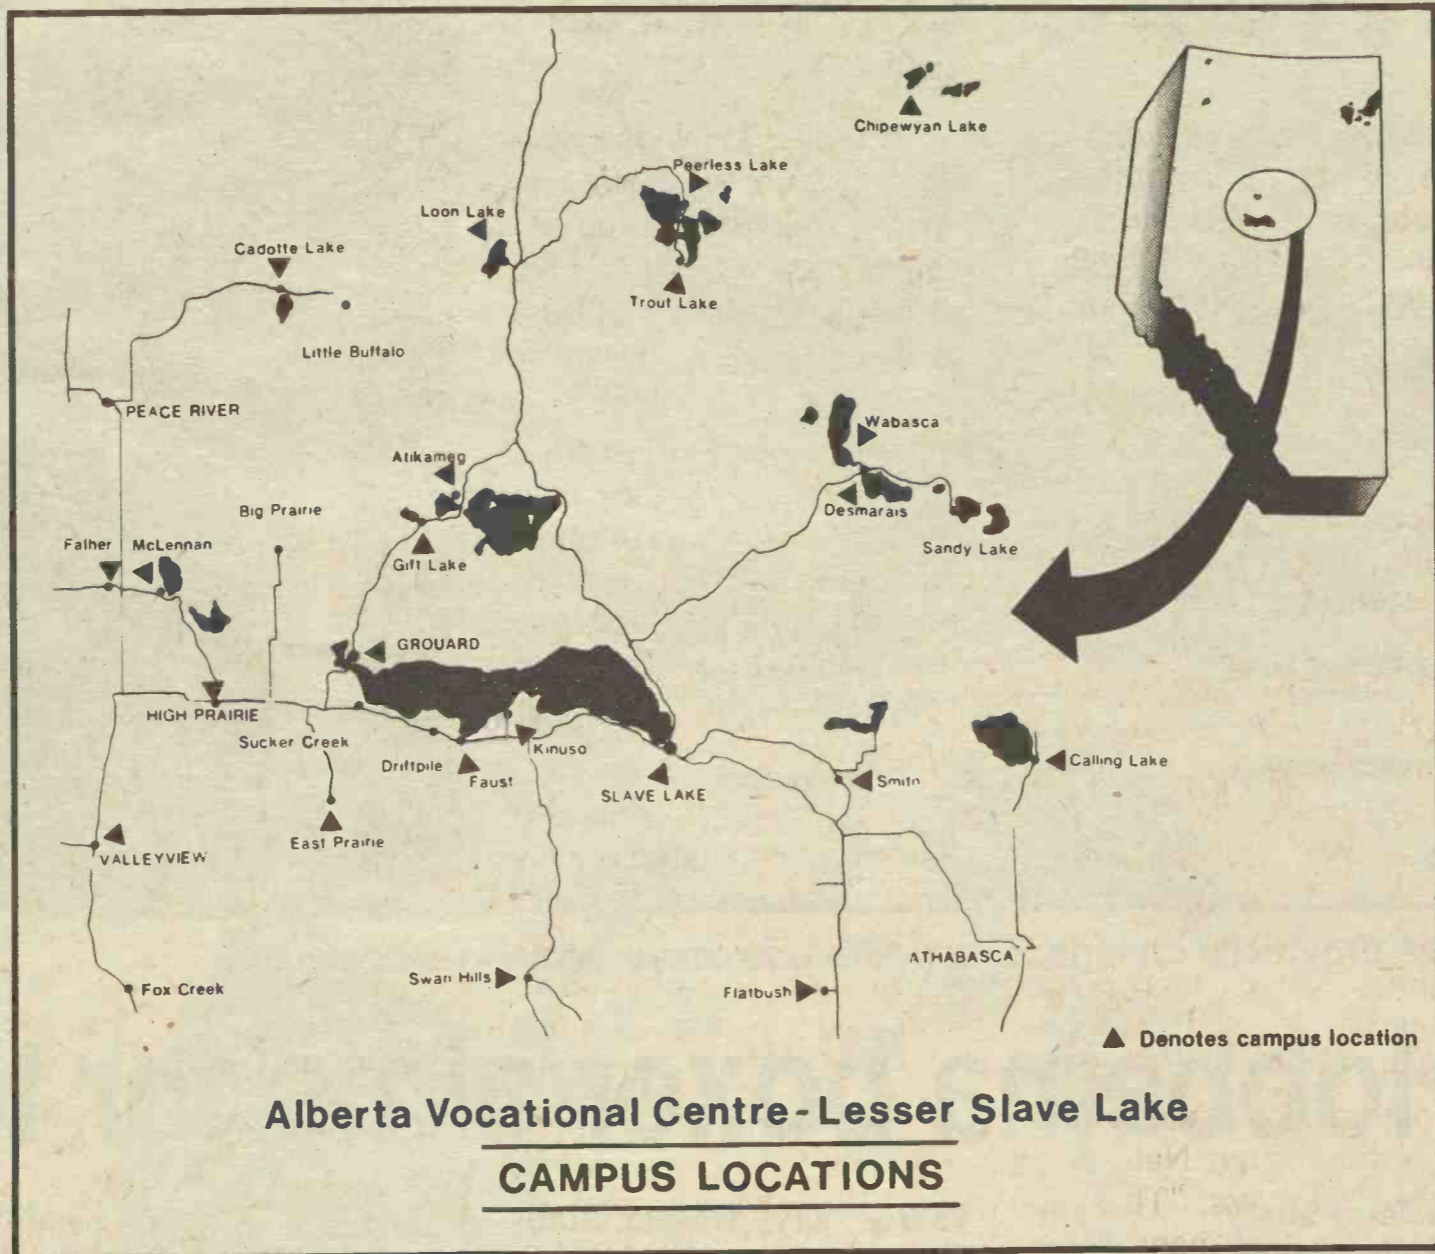 Chipewyan Lake
Peerless Lake
Loon Lake
Cadotte Lake
Trout Lake
Little Buffalo
PEACE RIVER
Wabasca
Atikameg
Big Prairie
Desmarais
Falher
McLennan
Sandy Lake
Gift Lake
GROUARD
HIGH PRAIRIE
Sucker Creek
Kinuso
Driftpile
Faust
Calling Lake
Smith
SLAVE LAKE
East Prairie
VALLEYVIEW
ATHABASCA
Swan Hills
Fox Creek
Flatbush
Denotes campus location
Alberta Vocational Centre - Lesser Slave Lake
CAMPUS LOCATIONS